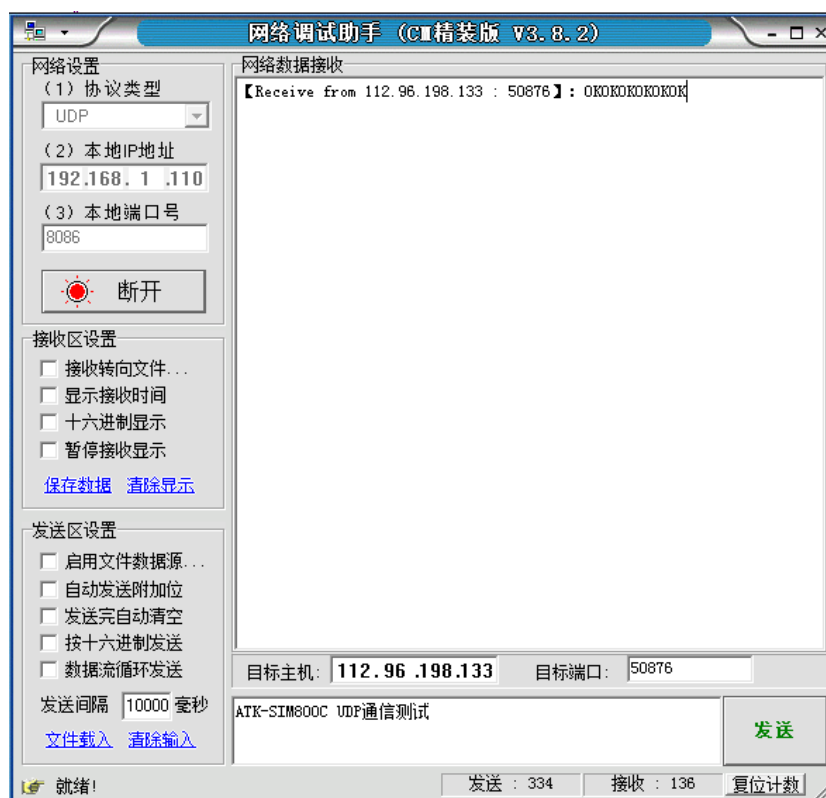 网络调试助手 (CⅢ精装版 V3.8.2)
网络设置
(1) 协议类型
UDP
(2) 本地IP地址
192.168. 1 .110
(3) 本地端口号
8086
断开
接收区设置
接收转向文件...
显示接收时间
十六进制显示
暂停接收显示
保存数据 清除显示
发送区设置
启用文件数据源...
自动发送附加位
发送完自动清空
按十六进制发送
数据流循环发送
发送间隔 10000 毫秒
文件载入 清除输入
网络数据接收
【Receive from 112.96.198.133 : 50876】: OKOKOKOKOKOK
目标主机: 112. 96 .198.133 目标端口: 50876
ATK-SIM800C UDP通信测试
发送
就绪!
发送 : 334 接收 : 136 复位计数